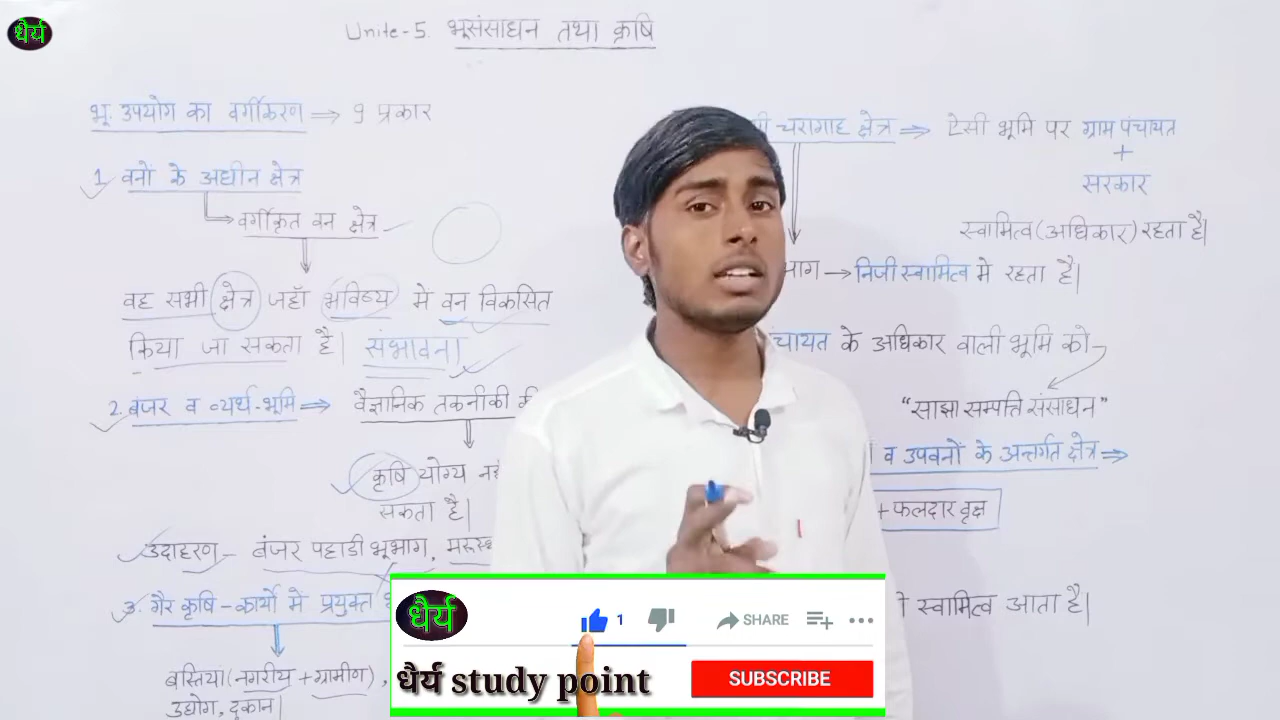 धैर्य
Unite-5. भूसंसाधन तथा कृषि
भू उपयोग का वर्गीकरण ⇒ 9 प्रकार
1. वनों के अधीन क्षेत्र
वर्गीकृत वन क्षेत्र
वह सभी क्षेत्र जहाँ भविष्य मे वन विकसित
किया जा सकता है| संभावना
2. बंजर व व्यर्थ-भूमि ⇒ वैज्ञानिक तकनीकी
कृषि योग्य
सकता है|
उदाहरण - बंजर पहाडी भूभाग,
3. गैर कृषि-कार्यो मे प्रयुक्त
बस्तिया (नगरीय + ग्रामीण),
उद्योग, दुकान|
चरागाह क्षेत्र ⇒ ऐसी भूमि पर ग्राम पंचायत
+
सरकार
स्वामित्व (अधिकार) रहता है|
भाग → निजी स्वामित्व मे रहता है|
पंचायत के अधिकार वाली भूमि को
"साझा सम्पत्ति संसाधन"
व उपवनों के अन्तर्गत क्षेत्र ⇒
+ फलदार वृक्ष
स्वामित्व आता है|
धैर्य
1 SHARE
धैर्य study point
SUBSCRIBE